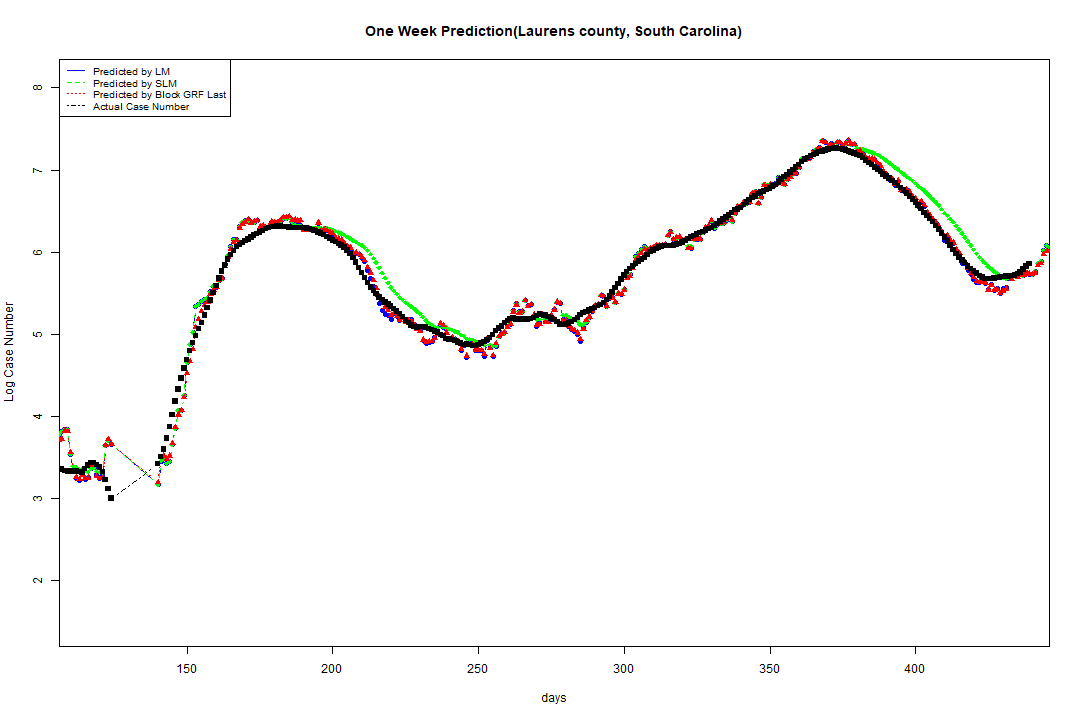 One Week Prediction(Laurens county, South Carolina)
Predicted by LM
Predicted by SLM
Predicted by Block GRF Last
Actual Case Number
8
7
6
5
4
3
2
Log Case Number
150 200 250 300 350 400
days